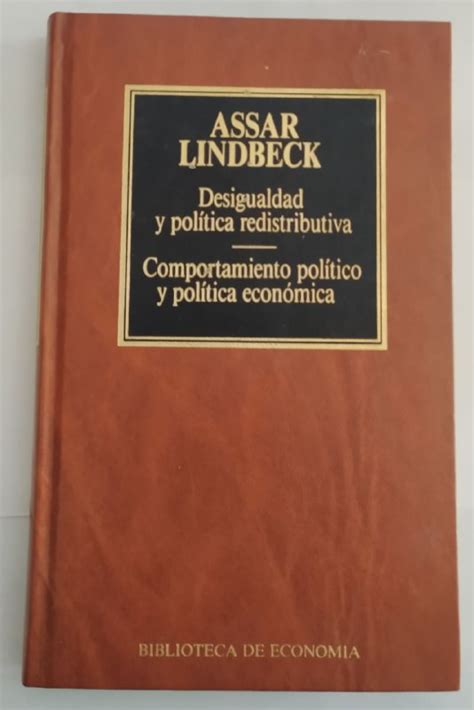 ASSAR
LINDBECK
Desigualdad
y política redistributiva
Comportamiento político
y política económica
BIBLIOTECA DE ECONOMIA